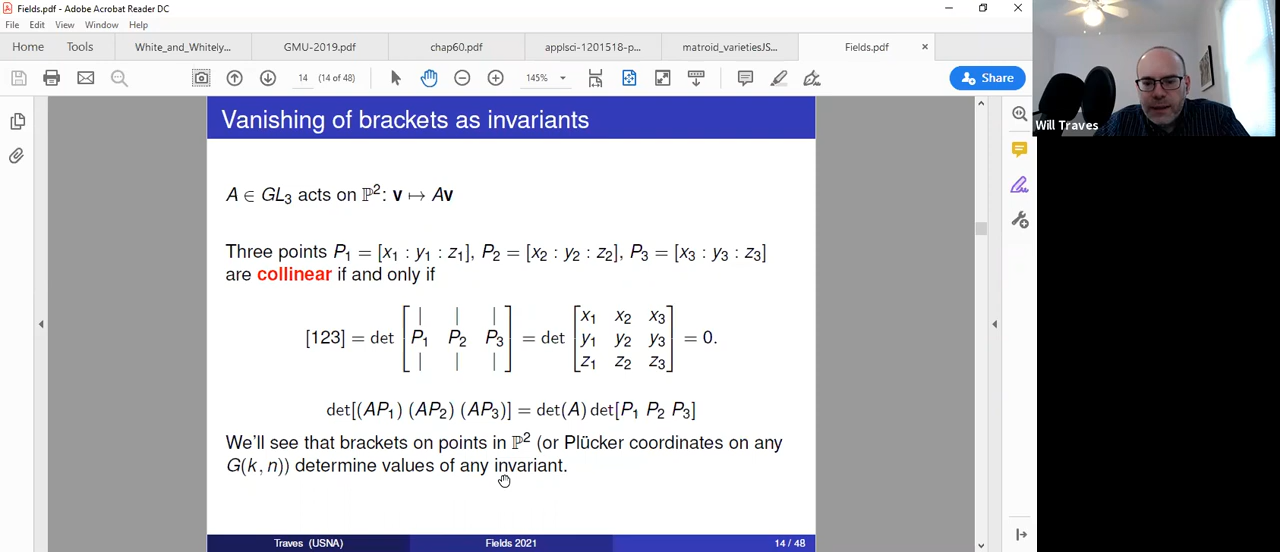 Fields.pdf - Adobe Acrobat Reader DC
File Edit View Window Help
Home Tools White_and_Whitely... GMU-2019.pdf chap60.pdf applsci-1201518-p... matroid_varietiesJS... Fields.pdf ×
14 (14 of 48) 145% Share
Will Traves
Vanishing of brackets as invariants
A ∈ GL₃ acts on ℙ²: v ↦ Av
Three points P₁ = [x₁ : y₁ : z₁], P₂ = [x₂ : y₂ : z₂], P₃ = [x₃ : y₃ : z₃]
are collinear if and only if
[123] = det [ | | | ; P₁ P₂ P₃ ; | | | ] = det [ x₁ x₂ x₃ ; y₁ y₂ y₃ ; z₁ z₂ z₃ ] = 0.
det[(AP₁) (AP₂) (AP₃)] = det(A) det[P₁ P₂ P₃]
We'll see that brackets on points in ℙ² (or Plücker coordinates on any
G(k, n)) determine values of any invariant.
Traves (USNA) Fields 2021 14 / 48